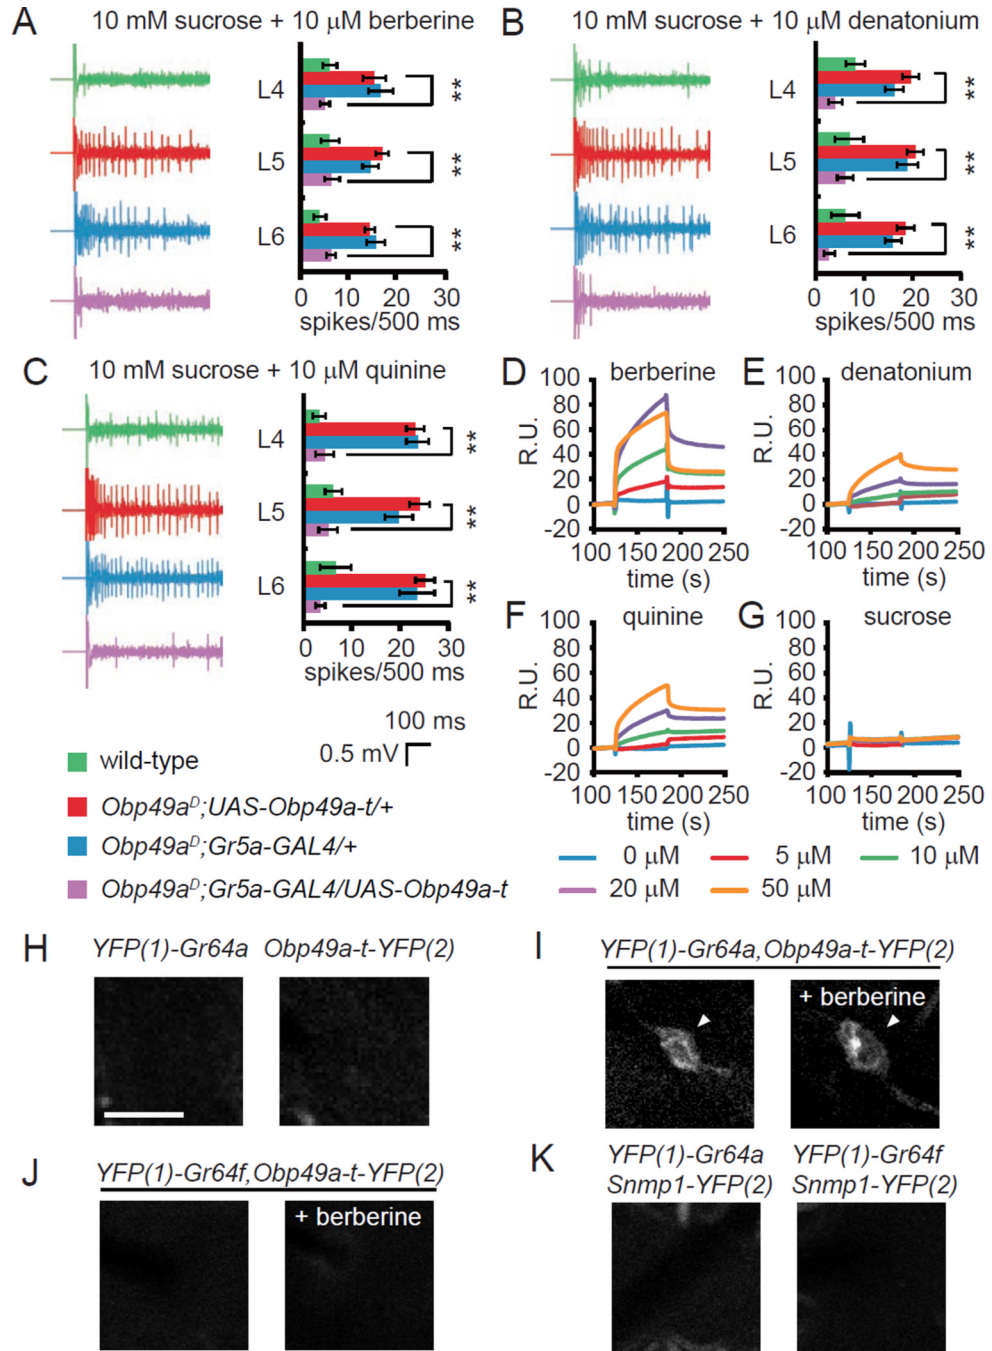 A 10 mM sucrose + 10 μM berberine
L4
**
L5
**
L6
**
0 10 20 30
spikes/500 ms
B 10 mM sucrose + 10 μM denatonium
L4
**
L5
**
L6
**
0 10 20 30
spikes/500 ms
C 10 mM sucrose + 10 μM quinine
L4
**
L5
**
L6
**
0 10 20 30
spikes/500 ms
100 ms
0.5 mV
wild-type
Obp49aᴰ;UAS-Obp49a-t/+
Obp49aᴰ;Gr5a-GAL4/+
Obp49aᴰ;Gr5a-GAL4/UAS-Obp49a-t
D berberine
R.U.
100
80
60
40
20
0
-20
100 150 200 250
time (s)
E denatonium
R.U.
100
80
60
40
20
0
-20
100 150 200 250
time (s)
F quinine
R.U.
100
80
60
40
20
0
-20
100 150 200 250
time (s)
G sucrose
R.U.
100
80
60
40
20
0
-20
100 150 200 250
time (s)
0 μM 5 μM 10 μM
20 μM 50 μM
H
YFP(1)-Gr64a Obp49a-t-YFP(2)
I
YFP(1)-Gr64a,Obp49a-t-YFP(2)
+ berberine
J
YFP(1)-Gr64f,Obp49a-t-YFP(2)
+ berberine
K
YFP(1)-Gr64a YFP(1)-Gr64f
Snmp1-YFP(2) Snmp1-YFP(2)